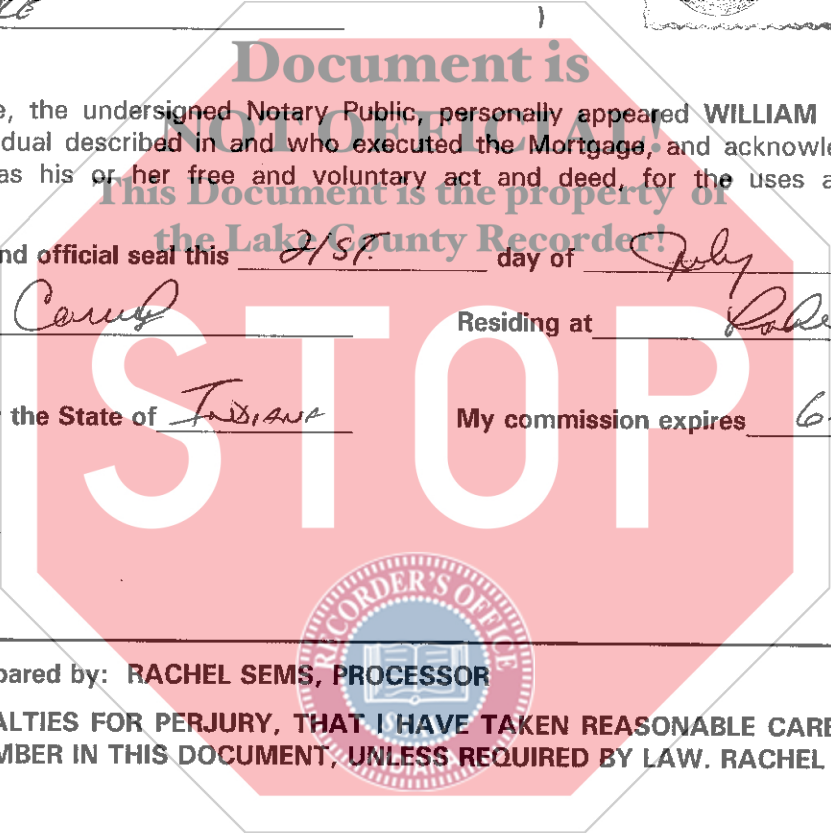 Document is
e, the undersigned Notary Public, personally appeared WILLIAM
NOT OFFICIAL!
dual described in and who executed the Mortgage, and acknowle
as his or her free and voluntary act and deed, for the uses a
This Document is the property of
the Lake County Recorder!
nd official seal this 21ST. day of July
Residing at
STOP
the State of INDIANA My commission expires 6
RECORDER'S OFFICE
INDIANA
pared by: RACHEL SEMS, PROCESSOR
ALTIES FOR PERJURY, THAT I HAVE TAKEN REASONABLE CARE
MBER IN THIS DOCUMENT, UNLESS REQUIRED BY LAW. RACHEL